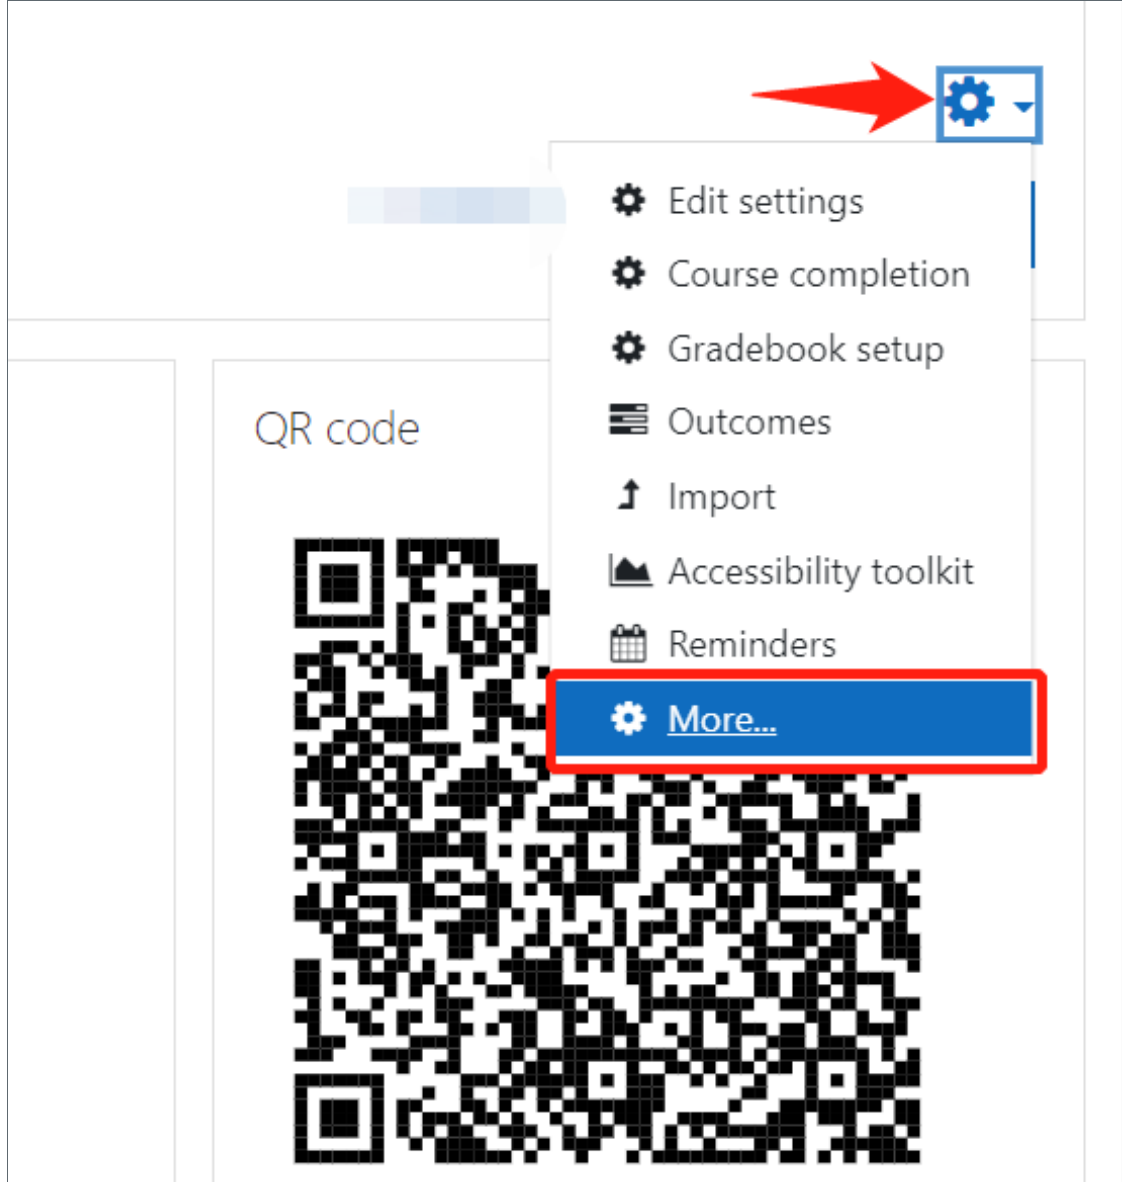 Edit settings
Course completion
Gradebook setup
QR code
Outcomes
Import
Accessibility toolkit
Reminders
More...